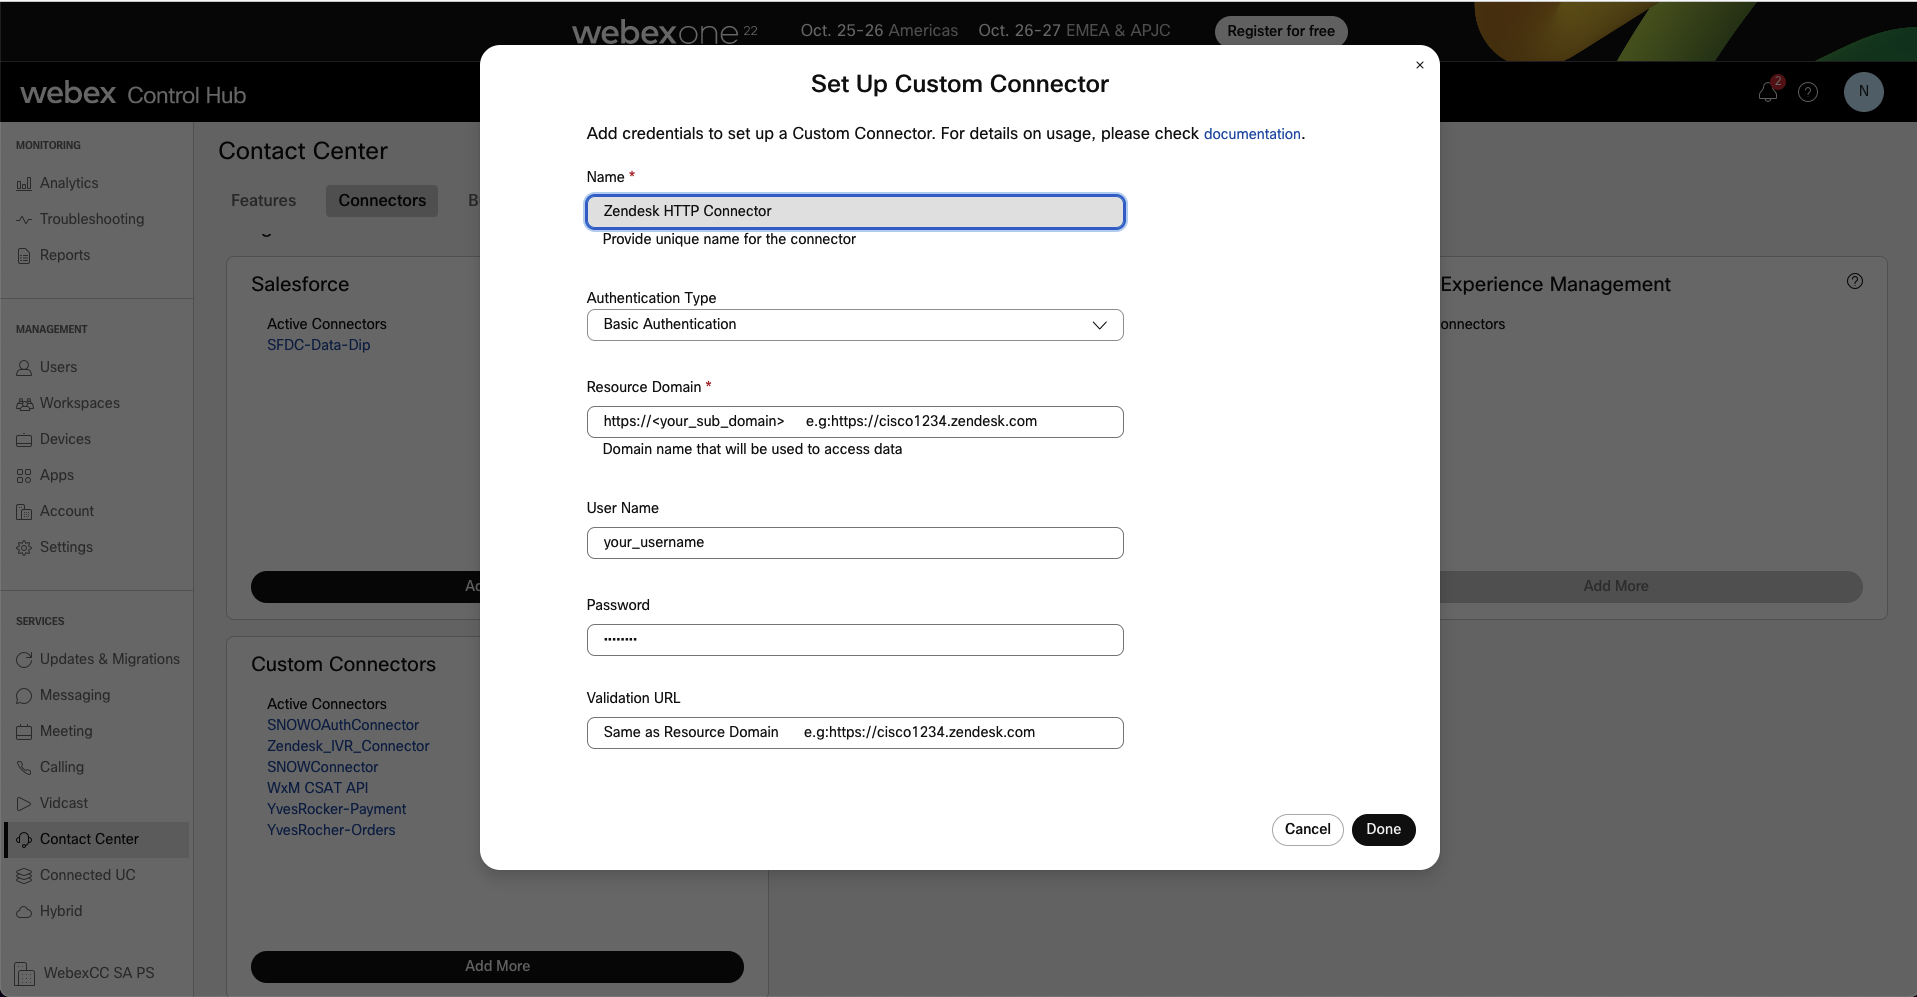 webexone 22
Oct. 25-26 Americas Oct. 26-27 EMEA & APJC
Register for free
webex Control Hub
2
?
N
MONITORING
Analytics
Troubleshooting
Reports
MANAGEMENT
Users
Workspaces
Devices
Apps
Account
Settings
SERVICES
Updates & Migrations
Messaging
Meeting
Calling
Vidcast
Contact Center
Connected UC
Hybrid
WebexCC SA PS
Contact Center
Features
Connectors
B
Salesforce
Active Connectors
SFDC-Data-Dip
Custom Connectors
Active Connectors
SNOWOAuthConnector
Zendesk_IVR_Connector
SNOWConnector
WxM CSAT API
YvesRocker-Payment
YvesRocher-Orders
Add More
Set Up Custom Connector
×
Add credentials to set up a Custom Connector. For details on usage, please check documentation.
Name *
Zendesk HTTP Connector
Provide unique name for the connector
Authentication Type
Basic Authentication
Resource Domain *
https://<your_sub_domain> e.g:https://cisco1234.zendesk.com
Domain name that will be used to access data
User Name
your_username
Password
••••••••
Validation URL
Same as Resource Domain e.g:https://cisco1234.zendesk.com
Cancel
Done
Experience Management
?
onnectors
Add More